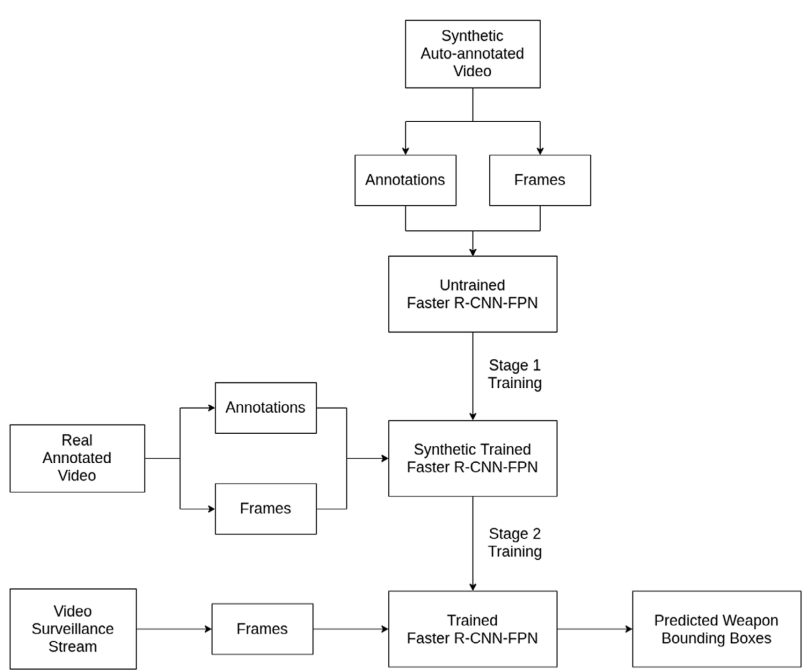 Synthetic
Auto-annotated
Video
Annotations
Frames
Untrained
Faster R-CNN-FPN
Stage 1
Training
Annotations
Real
Annotated
Video
Synthetic Trained
Faster R-CNN-FPN
Frames
Stage 2
Training
Video
Surveillance
Stream
Frames
Trained
Faster R-CNN-FPN
Predicted Weapon
Bounding Boxes